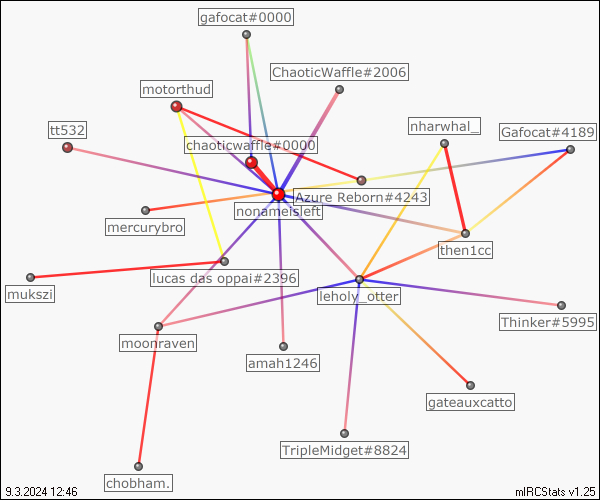 gafocat#0000
ChaoticWaffle#2006
motorthud
nharwhal_
tt532
Gafocat#4189
chaoticwaffle#0000
Azure Reborn#4243
nonameisleft
mercurybro
then1cc
lucas das oppai#2396
mukszi
leholy_otter
Thinker#5995
moonraven
amah1246
gateauxcatto
TripleMidget#8824
chobham.
9.3.2024 12:46
mIRCStats v1.25